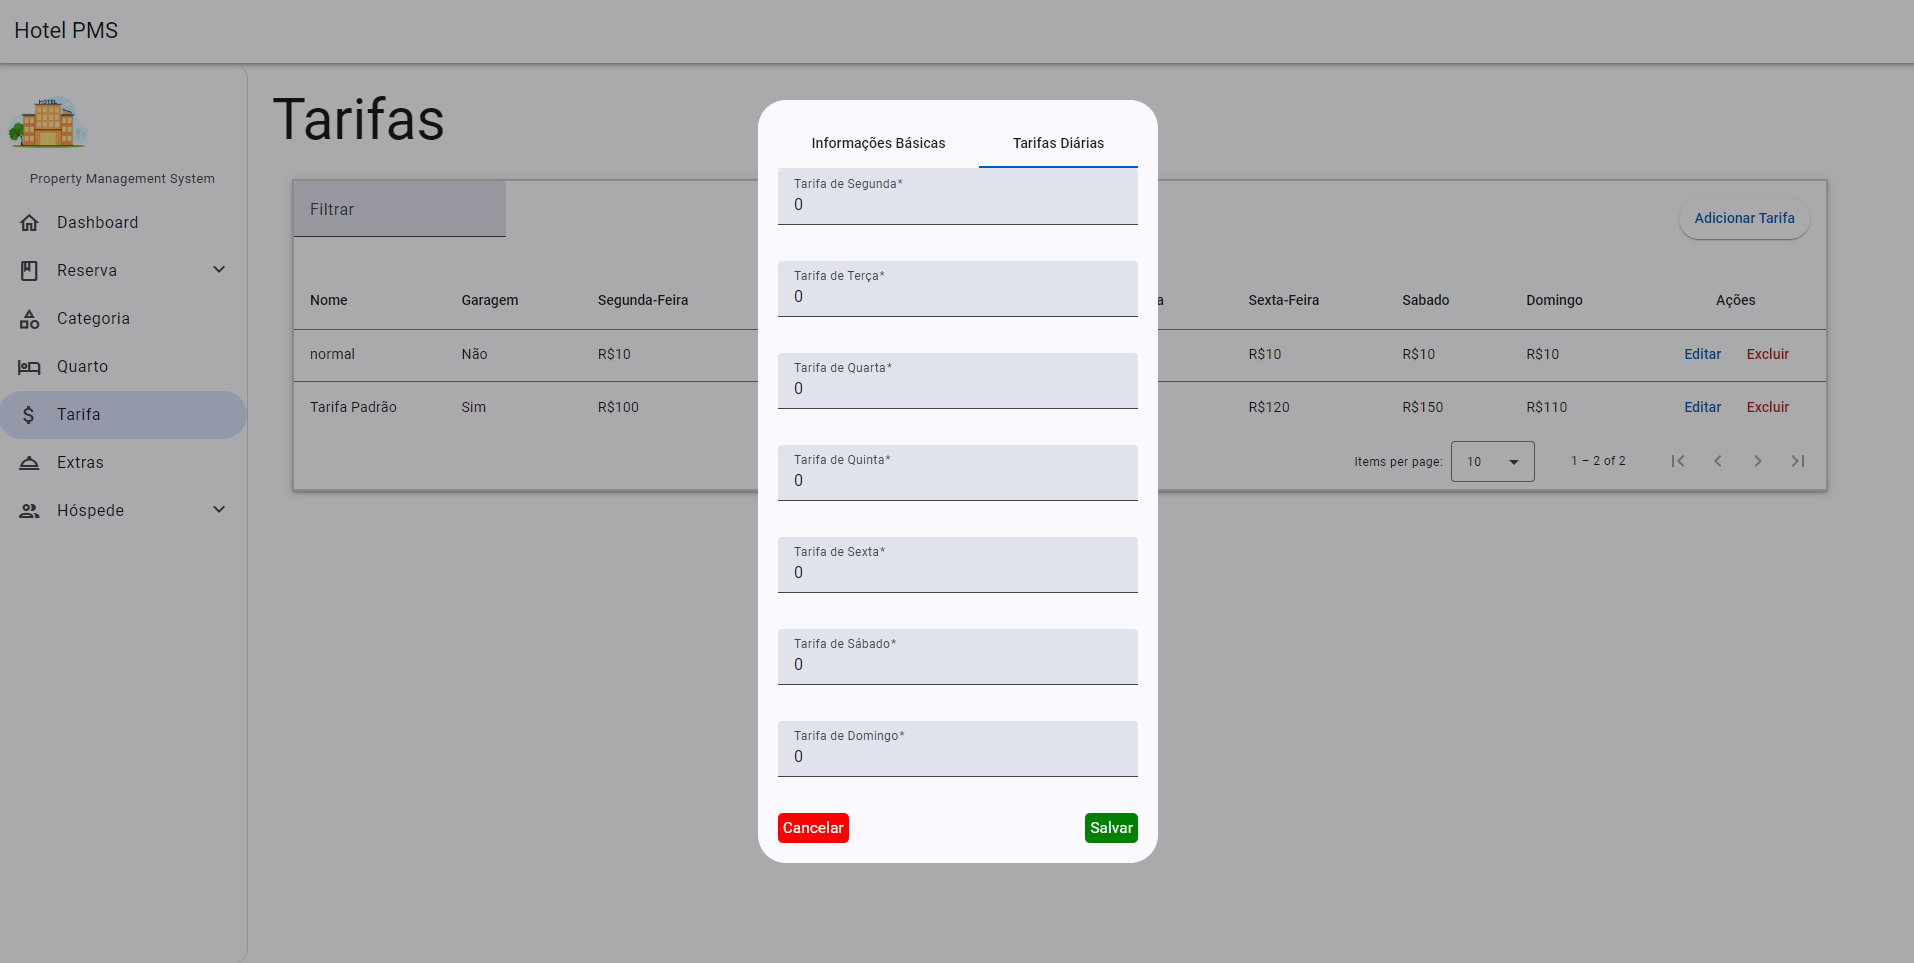 Hotel PMS
HOTEL
Property Management System
Dashboard
Reserva
Categoria
Quarto
Tarifa
Extras
Hóspede
Tarifas
Filtrar
Adicionar Tarifa
Nome Garagem Segunda-Feira a Sexta-Feira Sabado Domingo Ações
normal Não R$10 R$10 R$10 R$10 Editar Excluir
Tarifa Padrão Sim R$100 R$120 R$150 R$110 Editar Excluir
Items per page: 10 1 – 2 of 2
Informações Básicas Tarifas Diárias
Tarifa de Segunda*
0
Tarifa de Terça*
0
Tarifa de Quarta*
0
Tarifa de Quinta*
0
Tarifa de Sexta*
0
Tarifa de Sábado*
0
Tarifa de Domingo*
0
Cancelar Salvar